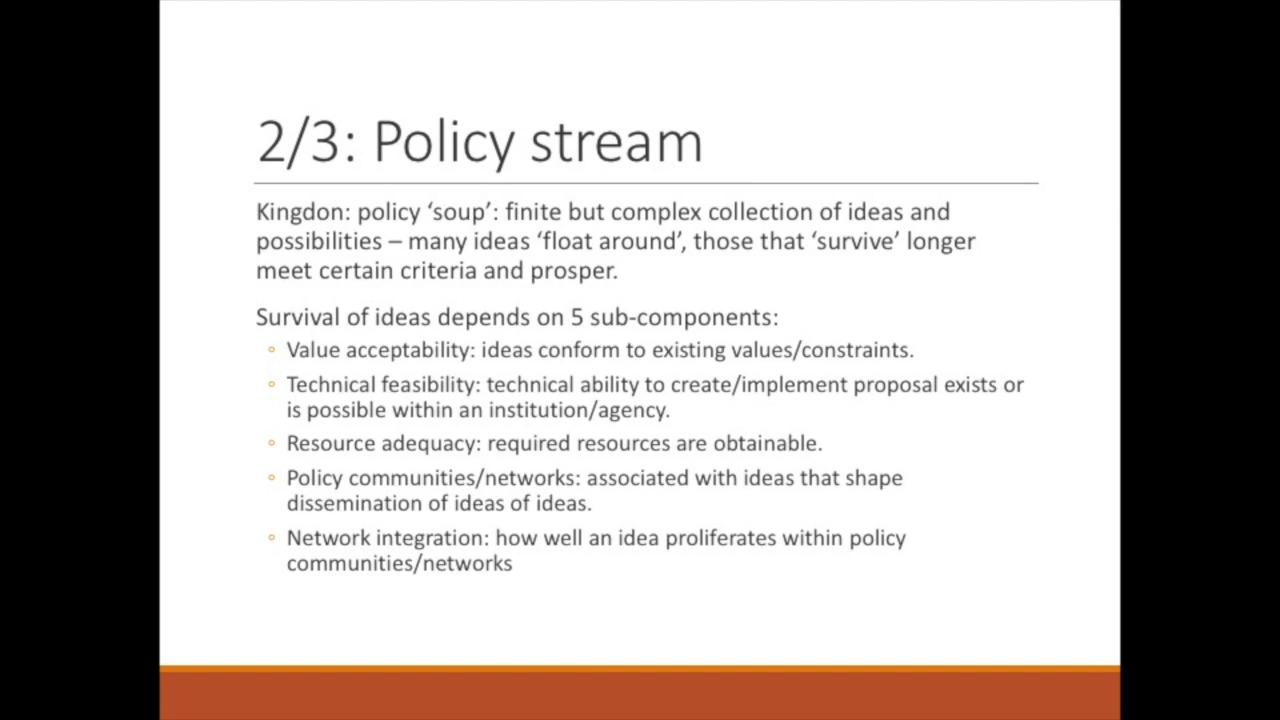 2/3: Policy stream
Kingdon: policy ‘soup’: finite but complex collection of ideas and
possibilities – many ideas ‘float around’, those that ‘survive’ longer
meet certain criteria and prosper.
Survival of ideas depends on 5 sub-components:
◦ Value acceptability: ideas conform to existing values/constraints.
◦ Technical feasibility: technical ability to create/implement proposal exists or
is possible within an institution/agency.
◦ Resource adequacy: required resources are obtainable.
◦ Policy communities/networks: associated with ideas that shape
dissemination of ideas of ideas.
◦ Network integration: how well an idea proliferates within policy
communities/networks